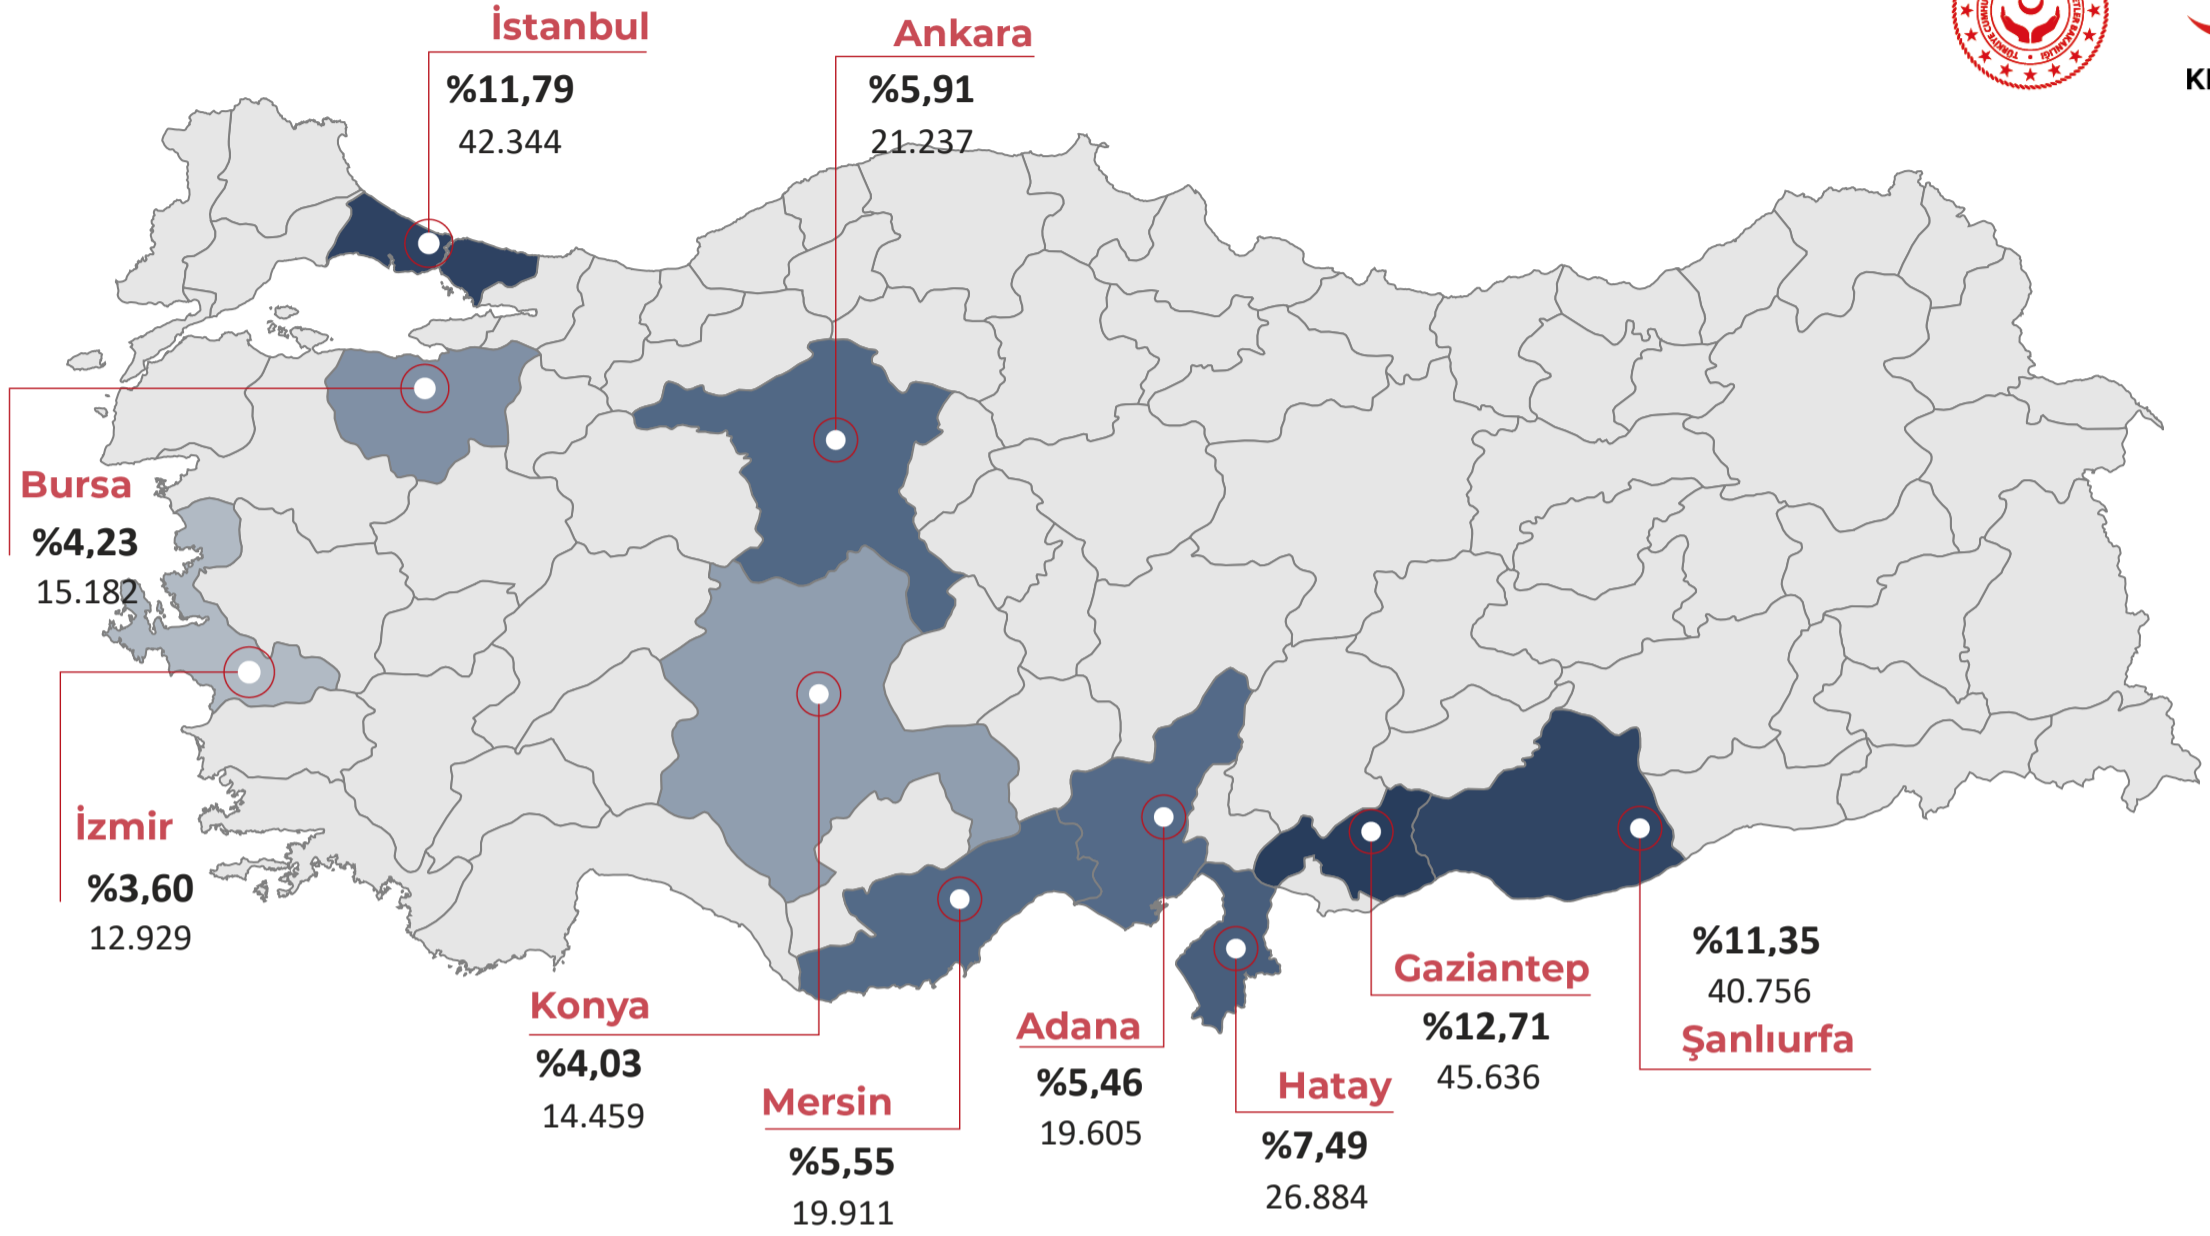 İstanbul
%11,79
42.344
Ankara
%5,91
21.237
Bursa
%4,23
15.182
İzmir
%3,60
12.929
Konya
%4,03
14.459
Mersin
%5,55
19.911
Adana
%5,46
19.605
Hatay
%7,49
26.884
Gaziantep
%12,71
45.636
%11,35
40.756
Şanlıurfa